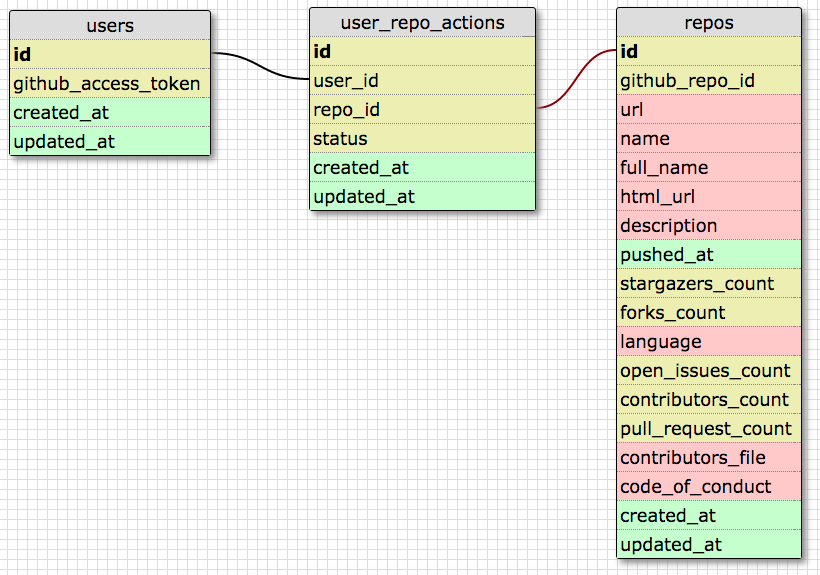 users
id
github_access_token
created_at
updated_at
user_repo_actions
id
user_id
repo_id
status
created_at
updated_at
repos
id
github_repo_id
url
name
full_name
html_url
description
pushed_at
stargazers_count
forks_count
language
open_issues_count
contributors_count
pull_request_count
contributors_file
code_of_conduct
created_at
updated_at